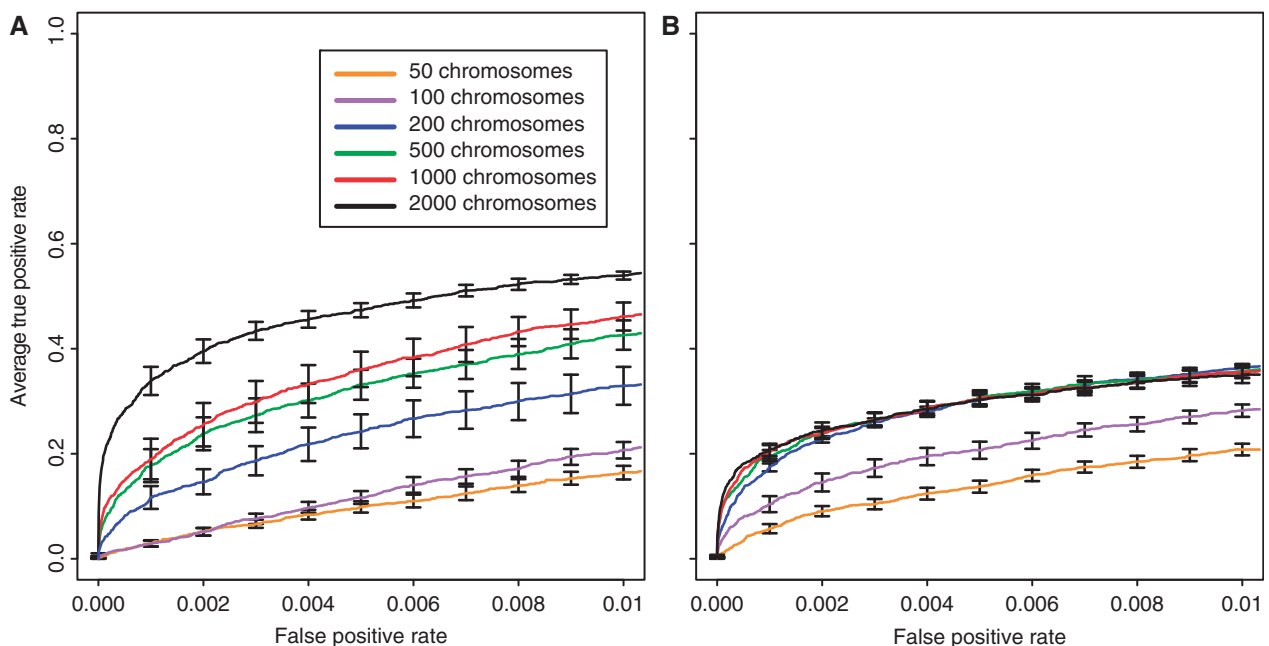 A
B
1.0
0.8
0.6
0.4
0.2
0.0
Average true positive rate
50 chromosomes
100 chromosomes
200 chromosomes
500 chromosomes
1000 chromosomes
2000 chromosomes
0.000
0.002
0.004
0.006
0.008
0.01
False positive rate
0.000
0.002
0.004
0.006
0.008
0.01
False positive rate